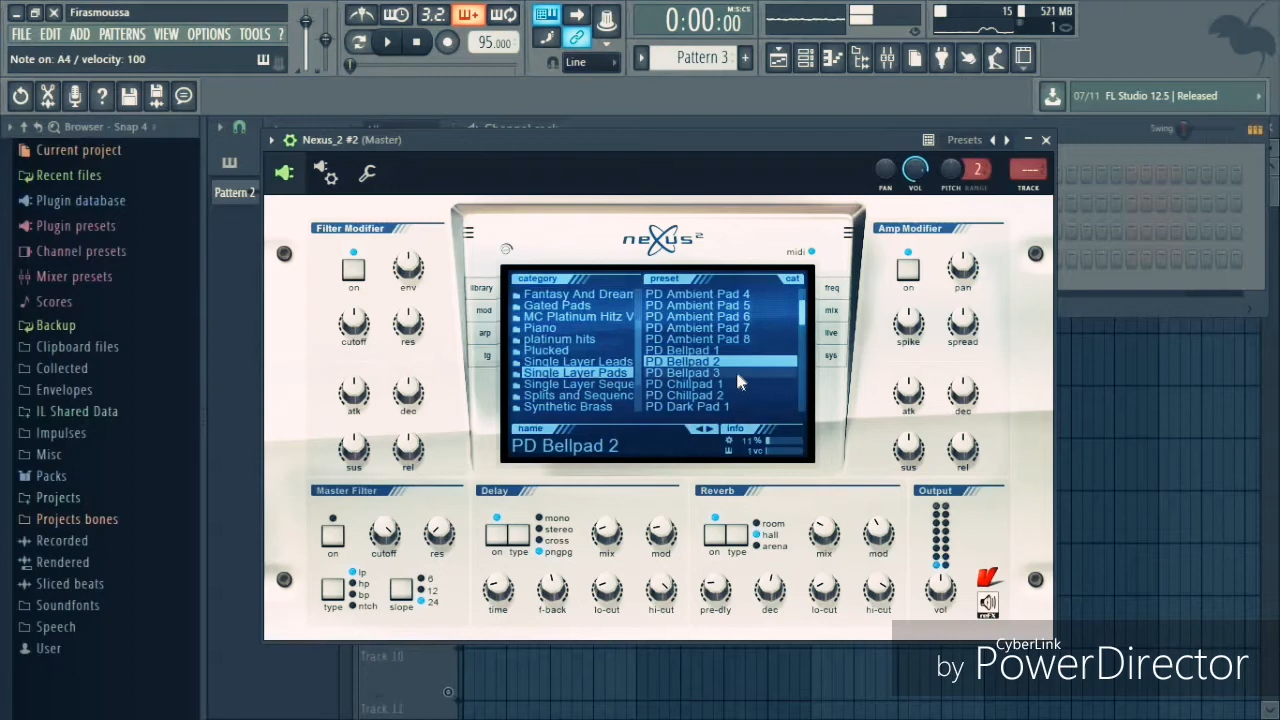 Firasmoussa
FILE EDIT ADD PATTERNS VIEW OPTIONS TOOLS ?
Note on: A4 / velocity: 100
3.2.
95.000
Line
0:00:00
M:S:CS
Pattern 3
15
521 MB
1
07/11 FL Studio 12.5 | Released
Browser - Snap 4
Current project
Recent files
Plugin database
Plugin presets
Channel presets
Mixer presets
Scores
Backup
Clipboard files
Collected
Envelopes
IL Shared Data
Impulses
Misc
Packs
Projects
Projects bones
Recorded
Rendered
Sliced beats
Soundfonts
Speech
User
Swing
Pattern 2
Nexus_2 #2 (Master)
Presets
PAN
VOL
PITCH
RANGE
2
---
TRACK
Filter Modifier
on
env
cutoff
res
atk
dec
sus
rel
nexus²
midi
library
mod
arp
tg
freq
mix
live
sys
category
preset
cat
Fantasy And Dream
Gated Pads
MC Platinum Hitz V
Piano
platinum hits
Plucked
Single Layer Leads
Single Layer Pads
Single Layer Seque
Splits and Sequenc
Synthetic Brass
PD Ambient Pad 4
PD Ambient Pad 5
PD Ambient Pad 6
PD Ambient Pad 7
PD Ambient Pad 8
PD Bellpad 1
PD Bellpad 2
PD Bellpad 3
PD Chillpad 1
PD Chillpad 2
PD Dark Pad 1
name
info
PD Bellpad 2
11 %
1 vc
Amp Modifier
on
pan
spike
spread
atk
dec
sus
rel
Master Filter
on
cutoff
res
type
lp
hp
bp
ntch
slope
6
12
24
Delay
on
type
mono
stereo
cross
pngpg
mix
mod
time
f-back
lo-cut
hi-cut
Reverb
on
type
room
hall
arena
mix
mod
pre-dly
dec
lo-cut
hi-cut
Output
vol
reFX
Track 10
Track 11
CyberLink
by PowerDirector